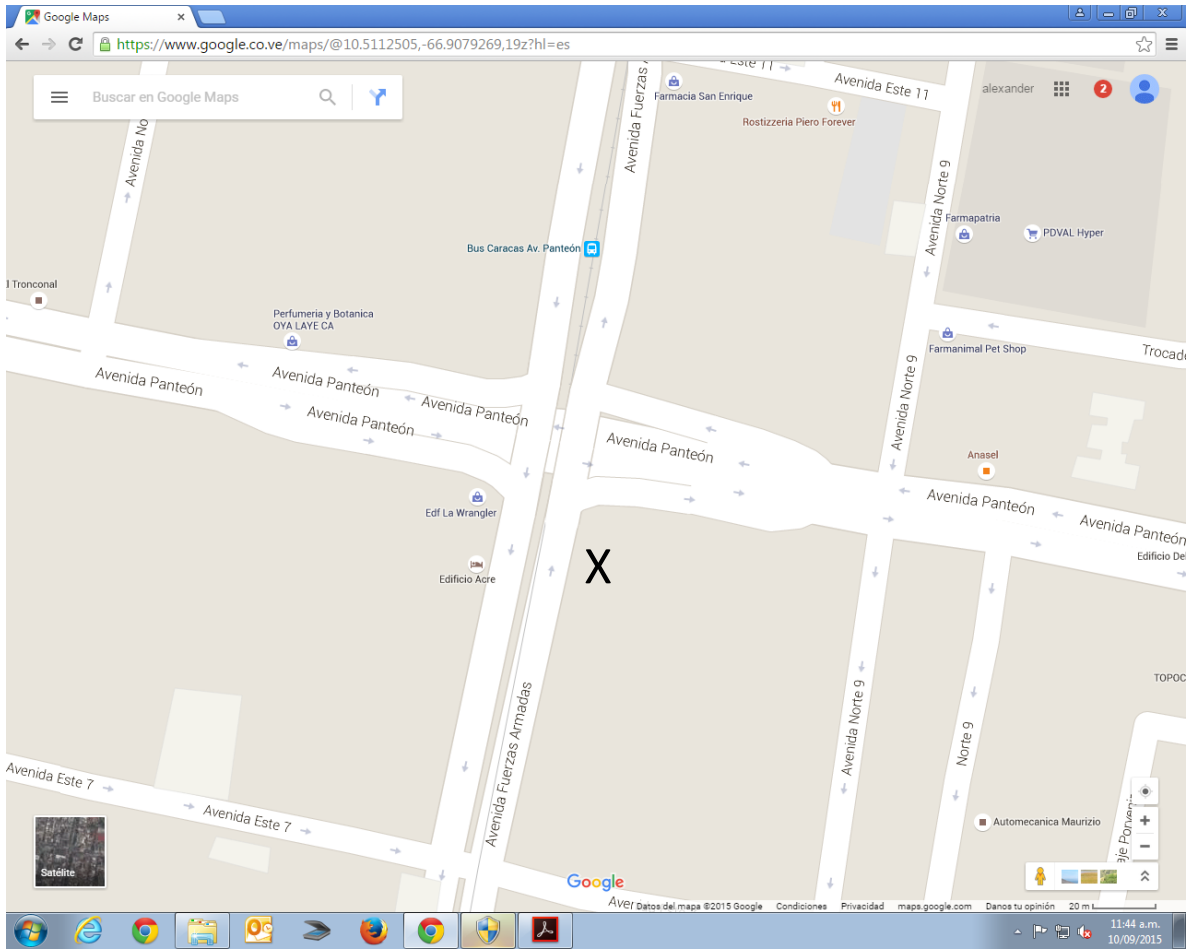 Google Maps
https://www.google.co.ve/maps/@10.5112505,-66.9079269,19z?hl=es
Buscar en Google Maps
alexander
2
Este 11
Avenida Este 11
Farmacia San Enrique
Rostizzeria Piero Forever
Avenida No
Avenida Fuerzas A
Avenida Norte 9
Farmapatria
PDVAL Hyper
Bus Caracas Av. Panteón
l Tronconal
Perfumeria y Botanica
OYA LAYE CA
Farmanimal Pet Shop
Trocad
Avenida Panteón
Avenida Panteón
Avenida Panteón
Avenida Panteón
Avenida Norte 9
Avenida Panteón
Anasel
Avenida Panteón
Avenida Panteón
Edificio De
Edf La Wrangler
Edificio Acre
X
TOPOC
Avenida Fuerzas Armadas
Avenida Norte 9
Norte 9
Avenida Este 7
Avenida Este 7
Automecanica Maurizio
aje Porveni
Satélite
Google
Aver
Datos del mapa ©2015 Google
Condiciones
Privacidad
maps.google.com
Danos tu opinión
20 m
11:44 a.m.
10/09/2015